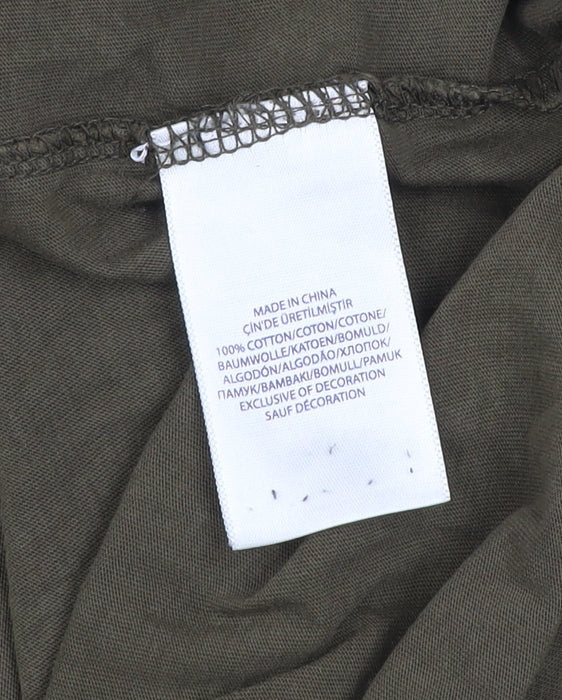 MADE IN CHINA
ÇİN'DE ÜRETİLMİŞTİR
100% COTTON/COTON/COTONE/
BAUMWOLLE/KATOEN/BOMULD/
ALGODÓN/ALGODÃO/ХЛОПОК/
ПАМУК/BAMBAKI/BOMULL/PAMUK
EXCLUSIVE OF DECORATION
SAUF DÉCORATION